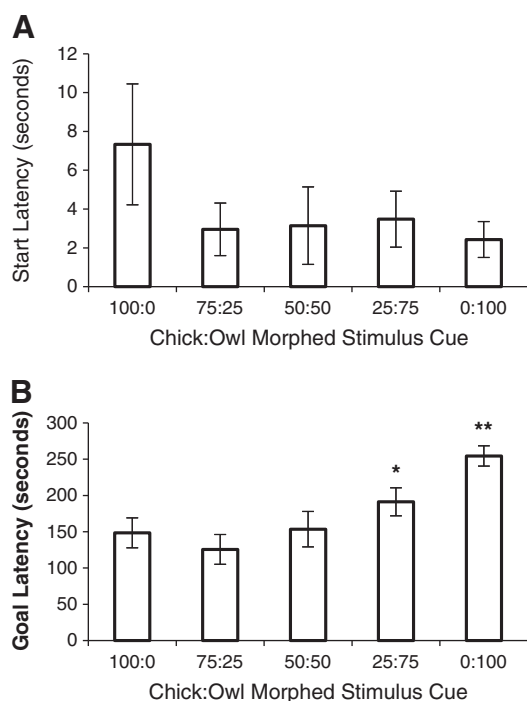 A
Start Latency (seconds)
12
10
8
6
4
2
0
100:0 75:25 50:50 25:75 0:100
Chick:Owl Morphed Stimulus Cue
B
Goal Latency (seconds)
300
250
200
150
100
50
0
*
**
100:0 75:25 50:50 25:75 0:100
Chick:Owl Morphed Stimulus Cue